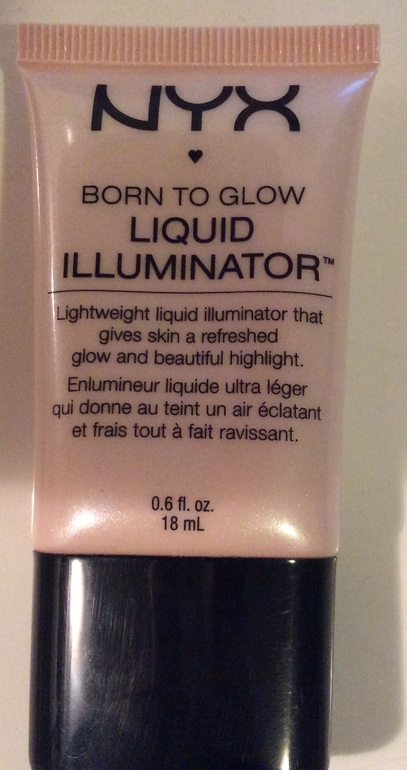 NYX
BORN TO GLOW
LIQUID
ILLUMINATOR™
Lightweight liquid illuminator that
gives skin a refreshed
glow and beautiful highlight.
Enlumineur liquide ultra léger
qui donne au teint un air éclatant
et frais tout à fait ravissant.
0.6 fl. oz.
18 mL